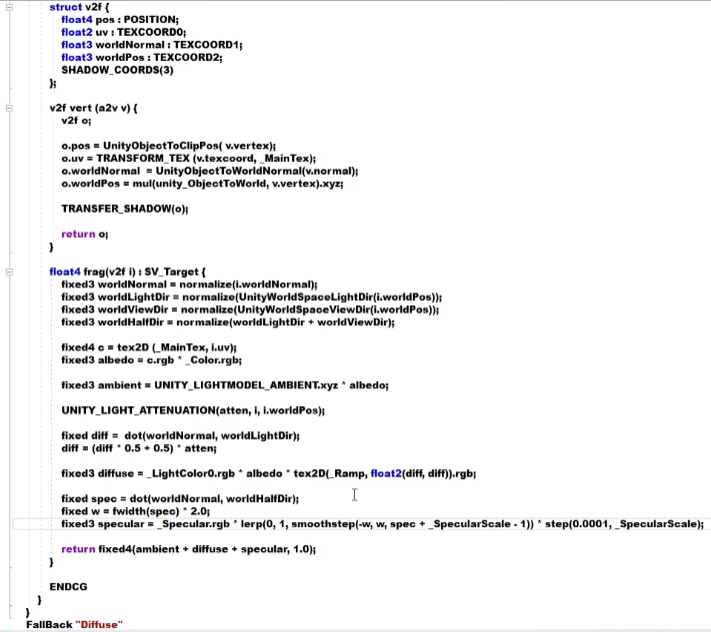 struct v2f {
float4 pos : POSITION;
float2 uv : TEXCOORD0;
float3 worldNormal : TEXCOORD1;
float3 worldPos : TEXCOORD2;
SHADOW_COORDS(3)
};
v2f vert (a2v v) {
v2f o;
o.pos = UnityObjectToClipPos( v.vertex);
o.uv = TRANSFORM_TEX (v.texcoord, _MainTex);
o.worldNormal  = UnityObjectToWorldNormal(v.normal);
o.worldPos = mul(unity_ObjectToWorld, v.vertex).xyz;
TRANSFER_SHADOW(o);
return o;
}
float4 frag(v2f i) : SV_Target {
fixed3 worldNormal = normalize(i.worldNormal);
fixed3 worldLightDir = normalize(UnityWorldSpaceLightDir(i.worldPos));
fixed3 worldViewDir = normalize(UnityWorldSpaceViewDir(i.worldPos));
fixed3 worldHalfDir = normalize(worldLightDir + worldViewDir);
fixed4 c = tex2D (_MainTex, i.uv);
fixed3 albedo = c.rgb * _Color.rgb;
fixed3 ambient = UNITY_LIGHTMODEL_AMBIENT.xyz * albedo;
UNITY_LIGHT_ATTENUATION(atten, i, i.worldPos);
fixed diff =  dot(worldNormal, worldLightDir);
diff = (diff * 0.5 + 0.5) * atten;
fixed3 diffuse = _LightColor0.rgb * albedo * tex2D(_Ramp, float2(diff, diff)).rgb;
fixed spec = dot(worldNormal, worldHalfDir);
fixed w = fwidth(spec) * 2.0;
fixed3 specular = _Specular.rgb * lerp(0, 1, smoothstep(-w, w, spec + _SpecularScale - 1)) * step(0.0001, _SpecularScale);
return fixed4(ambient + diffuse + specular, 1.0);
}
ENDCG
}
}
FallBack "Diffuse"